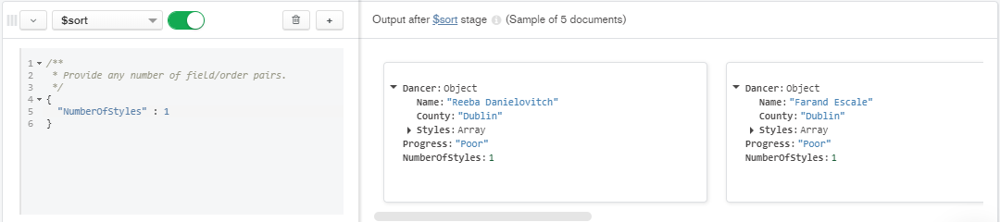 $sort
+
Output after $sort stage (Sample of 5 documents)
1 /**
2 * Provide any number of field/order pairs.
3 */
4 {
5 "NumberOfStyles" : 1
6 }
Dancer: Object
Name: "Reeba Danielovitch"
County: "Dublin"
Styles: Array
Progress: "Poor"
NumberOfStyles: 1
Dancer: Object
Name: "Farand Escale"
County: "Dublin"
Styles: Array
Progress: "Poor"
NumberOfStyles: 1